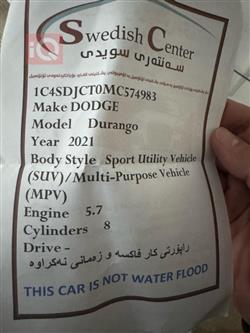 Swedish Center
سەنتەری سویدی
1C4SDJCT0MC574983
Make DODGE
Model Durango
Year 2021
Body Style Sport Utility Vehicle
(SUV)/Multi-Purpose Vehicle
(MPV)
Engine 5.7
Cylinders 8
Drive -
راپۆرتی کار فاکسە و زەمانی نەکراوە
THIS CAR IS NOT WATER FLOOD